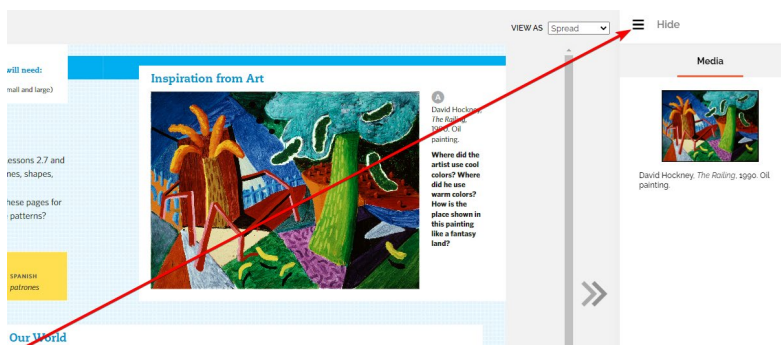 VIEW AS Spread
Hide
Media
will need:
mall and large)
Inspiration from Art
A
David Hockney,
The Railing,
1990. Oil
painting.
Where did the
artist use cool
colors? Where
did he use
warm colors?
How is the
place shown in
this painting
like a fantasy
land?
David Hockney, The Railing, 1990. Oil
painting.
essons 2.7 and
nes, shapes,
hese pages for
patterns?
SPANISH
patrones
Our World